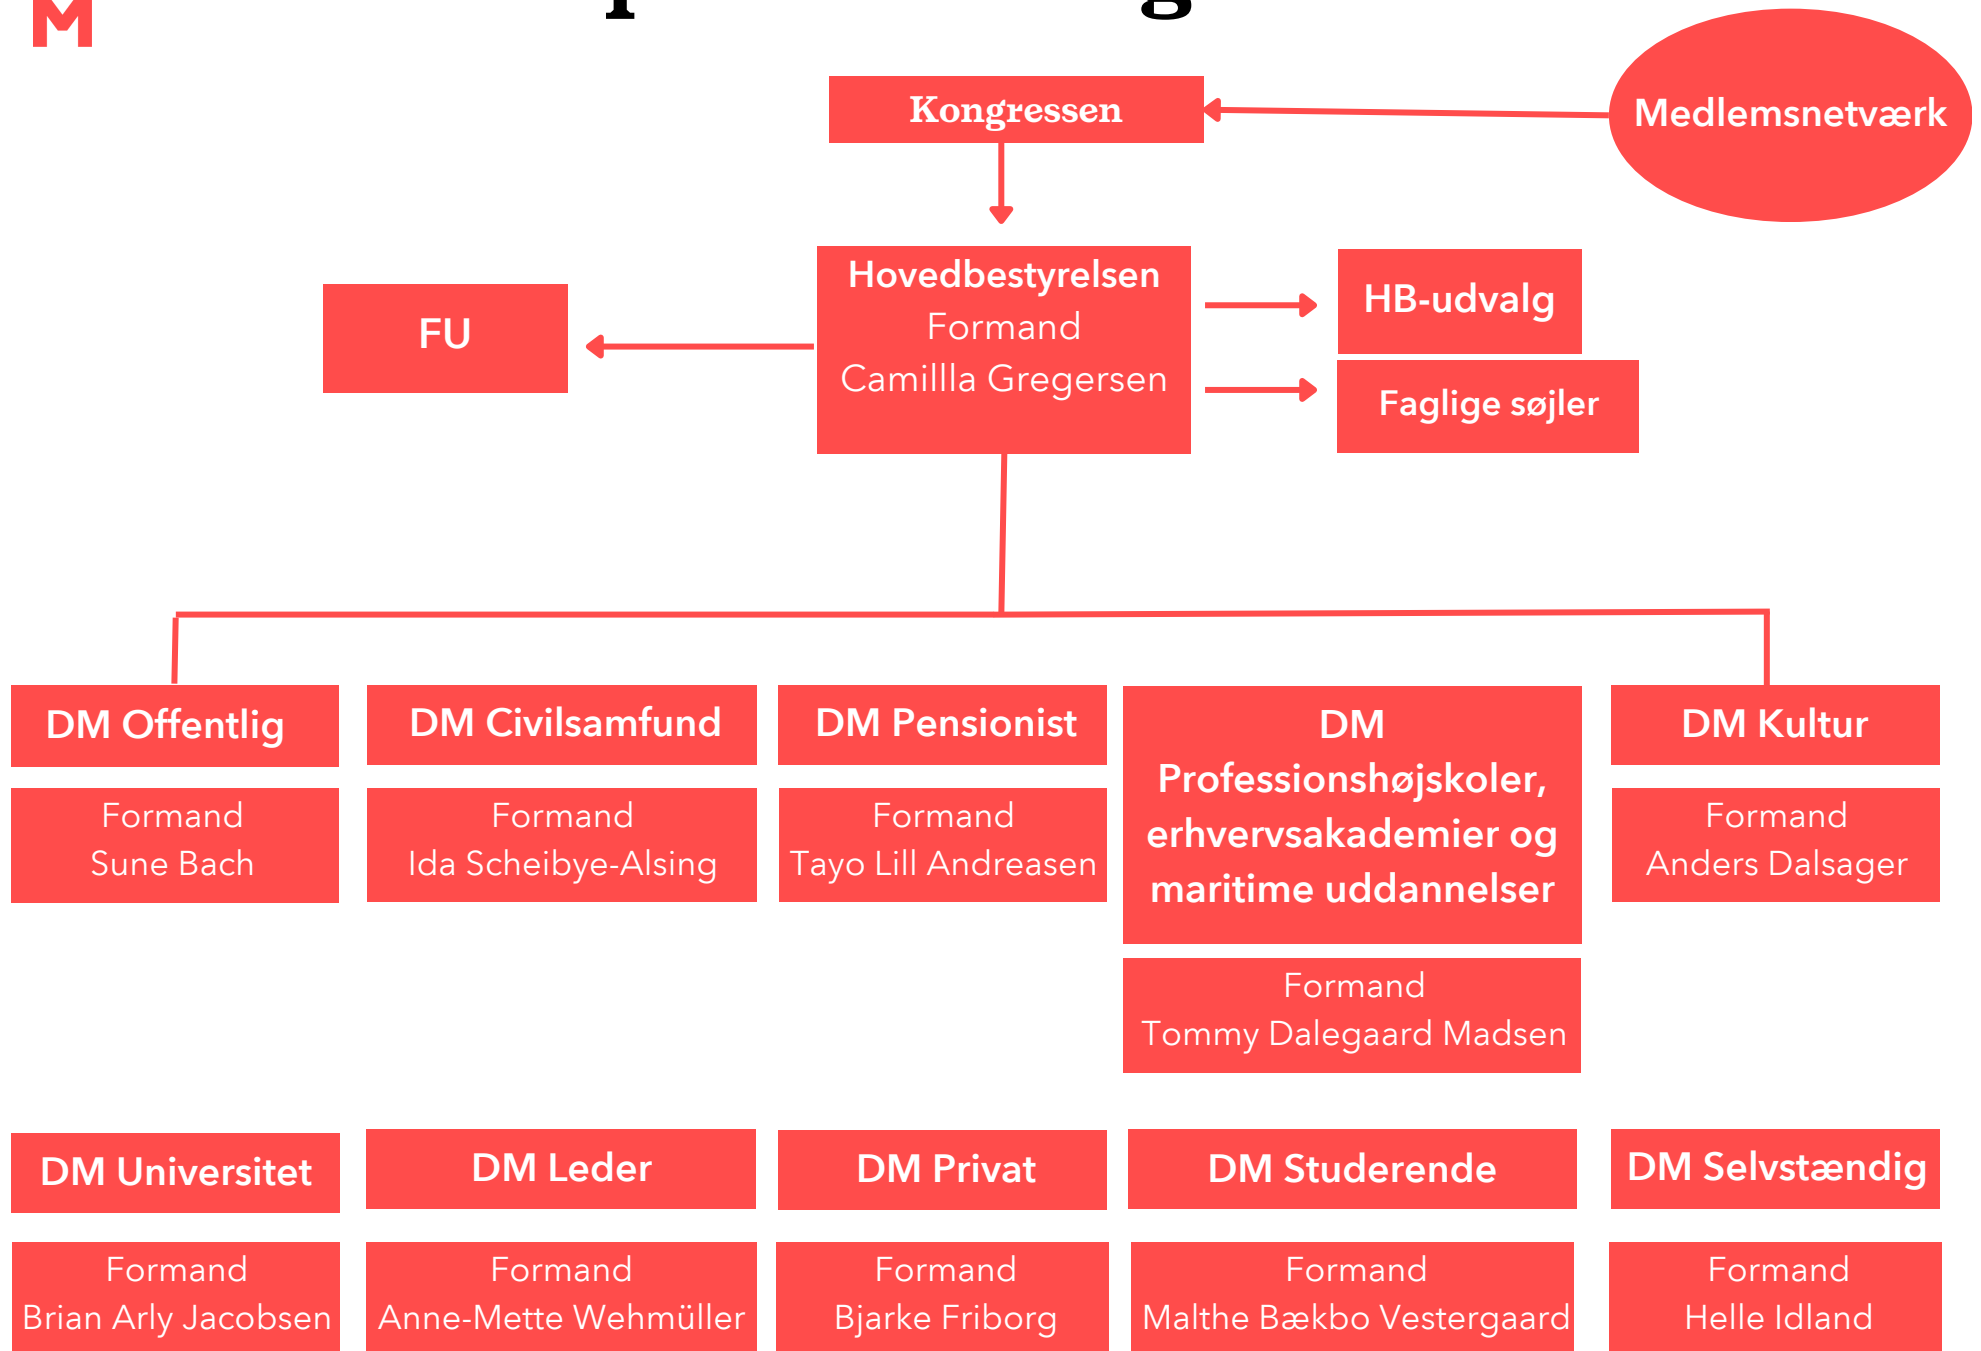 M
Kongressen
Medlemsnetværk
Hovedbestyrelsen
Formand
Camillla Gregersen
FU
HB-udvalg
Faglige søjler
DM Offentlig
Formand
Sune Bach
DM Civilsamfund
Formand
Ida Scheibye-Alsing
DM Pensionist
Formand
Tayo Lill Andreasen
DM
Professionshøjskoler,
erhvervsakademier og
maritime uddannelser
Formand
Tommy Dalegaard Madsen
DM Kultur
Formand
Anders Dalsager
DM Universitet
Formand
Brian Arly Jacobsen
DM Leder
Formand
Anne-Mette Wehmüller
DM Privat
Formand
Bjarke Friborg
DM Studerende
Formand
Malthe Bækbo Vestergaard
DM Selvstændig
Formand
Helle Idland